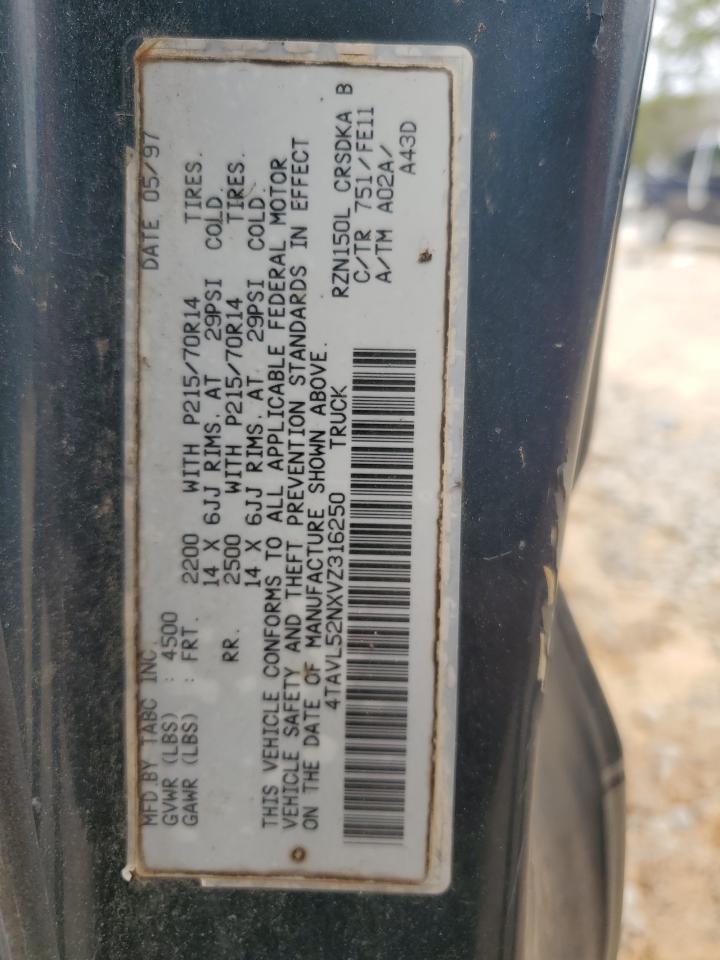 MFD.BY TABC INC. DATE 05/97
GVWR (LBS) : 4500
GAWR (LBS) : FRT. 2200 WITH P215/70R14 TIRES.
14 X 6JJ RIMS. AT 29PSI COLD.
RR. 2500 WITH P215/70R14 TIRES.
14 X 6JJ RIMS. AT 29PSI COLD.
THIS VEHICLE CONFORMS TO ALL APPLICABLE FEDERAL MOTOR
VEHICLE SAFETY AND THEFT PREVENTION STANDARDS IN EFFECT
ON THE DATE OF MANUFACTURE SHOWN ABOVE.
4TAVL52NXVZ316250 TRUCK
RZN150L CRSDKA B
C/TR 751/FE11
A/TM A02A/
A43D